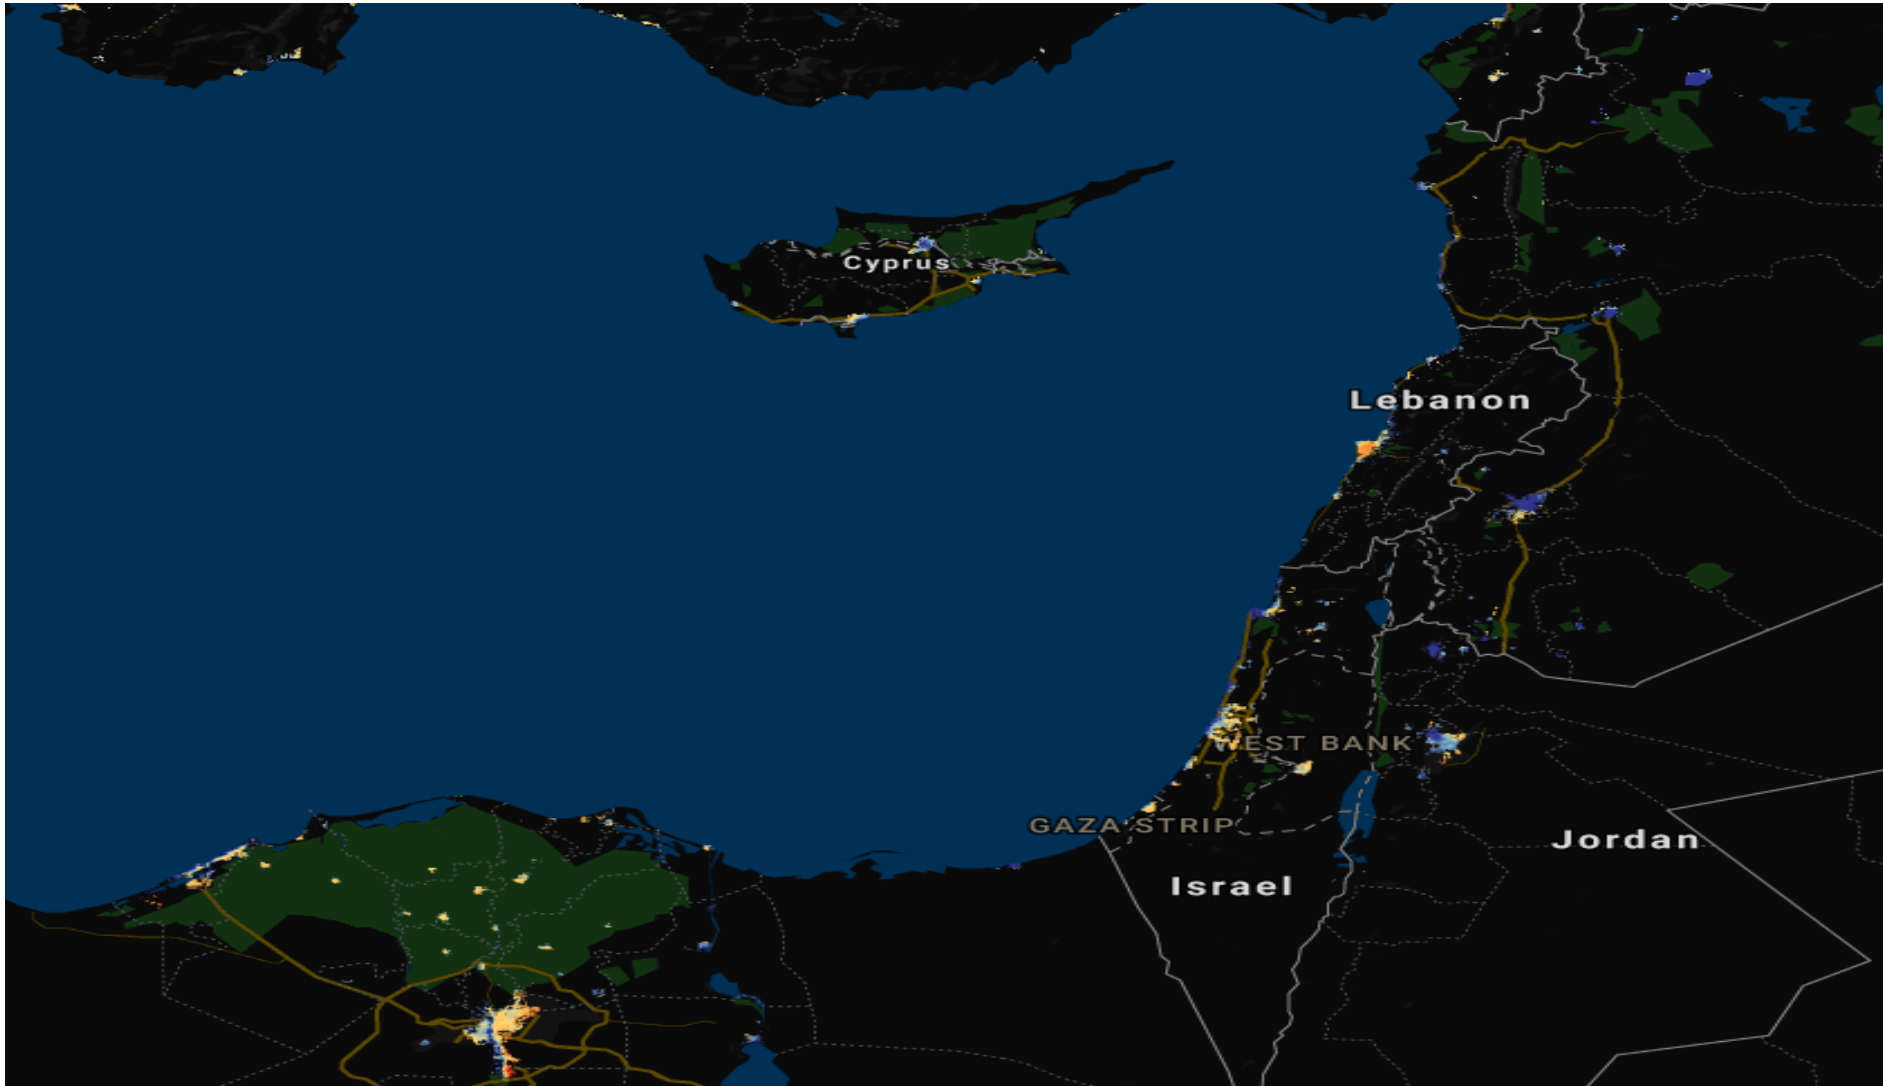 Cyprus
Lebanon
WEST BANK
GAZA STRIP
Jordan
Israel